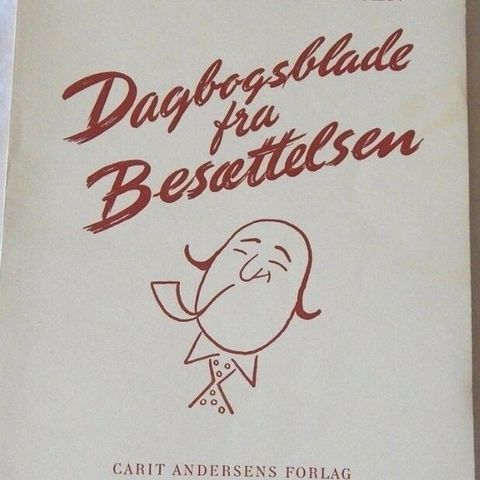 Dagbogsblade
fra
Besættelsen
CARIT ANDERSENS FORLAG